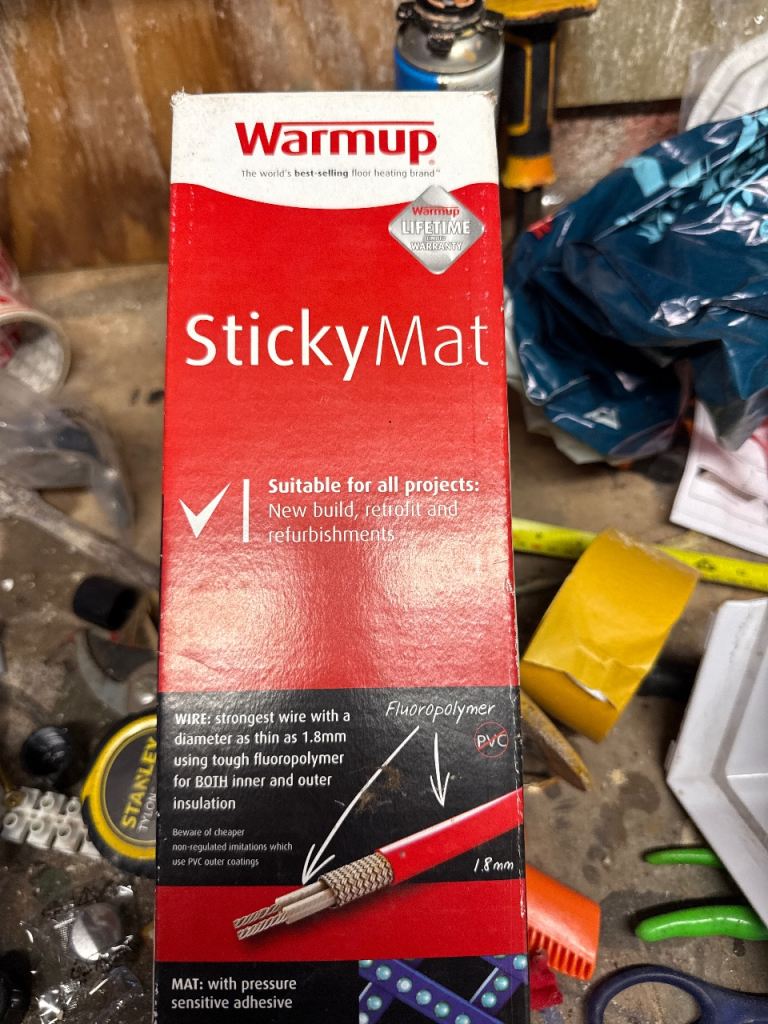 Warmup
The world's best-selling floor heating brand™
Warmup
LIFETIME
WARRANTY
StickyMat
Suitable for all projects:
New build, retrofit and
refurbishments
WIRE: strongest wire with a
diameter as thin as 1.8mm
using tough fluoropolymer
for BOTH inner and outer
insulation
Fluoropolymer
PVC
Beware of cheaper
non-regulated imitations which
use PVC outer coatings
1.8mm
STANLEY
TYLON
MAT: with pressure
sensitive adhesive